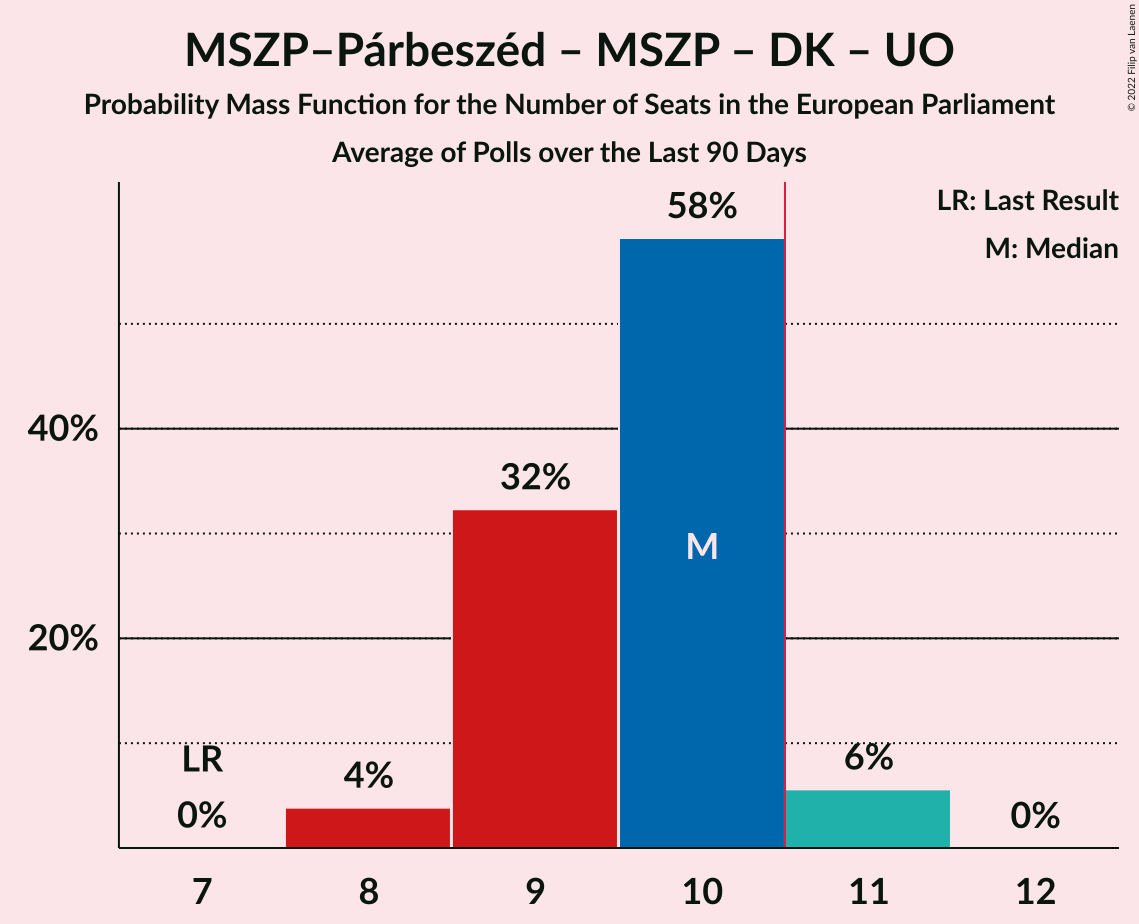 MSZP–Párbeszéd – MSZP – DK – UO
Probability Mass Function for the Number of Seats in the European Parliament
Average of Polls over the Last 90 Days
© 2022 Filip van Laenen
LR: Last Result
M: Median
58%
40%
32%
M
20%
LR
6%
4%
0%
0%
7 8 9 10 11 12